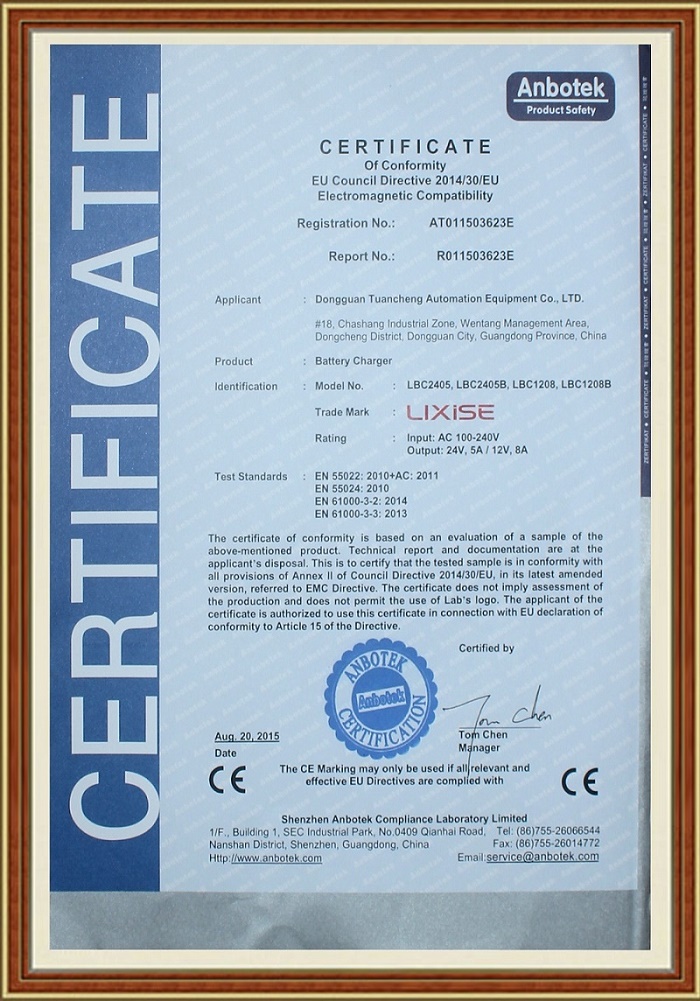 CERTIFICATE
Anbotek
Product Safety
CERTIFICATE
Of Conformity
EU Council Directive 2014/30/EU
Electromagnetic Compatibility
Registration No.: AT011503623E
Report No.: R011503623E
Applicant : Dongguan Tuancheng Automation Equipment Co., LTD.
#18, Chashang Industrial Zone, Wentang Management Area,
Dongcheng District, Dongguan City, Guangdong Province, China
Product : Battery Charger
Identification : Model No. : LBC2405, LBC2405B, LBC1208, LBC1208B
Trade Mark : LIXiSE
Rating : Input: AC 100-240V
Output: 24V, 5A / 12V, 8A
Test Standards : EN 55022: 2010+AC: 2011
EN 55024: 2010
EN 61000-3-2: 2014
EN 61000-3-3: 2013
The certificate of conformity is based on an evaluation of a sample of the
above-mentioned product. Technical report and documentation are at the
applicant's disposal. This is to certify that the tested sample is in conformity with
all provisions of Annex II of Council Directive 2014/30/EU, in its latest amended
version, referred to EMC Directive. The certificate does not imply assessment of
the production and does not permit the use of Lab's logo. The applicant of the
certificate is authorized to use this certificate in connection with EU declaration of
conformity to Article 15 of the Directive.
Certified by
ANBOTEK
Anbotek
CERTIFICATION
Tom Chen
Aug. 20, 2015
Tom Chen
Date
Manager
CE
The CE Marking may only be used if all relevant and
effective EU Directives are complied with
CE
Shenzhen Anbotek Compliance Laboratory Limited
1/F., Building 1, SEC Industrial Park, No.0409 Qianhai Road, Tel: (86)755-26066544
Nanshan District, Shenzhen, Guangdong, China Fax: (86)755-26014772
Http://www.anbotek.com Email:service@anbotek.com